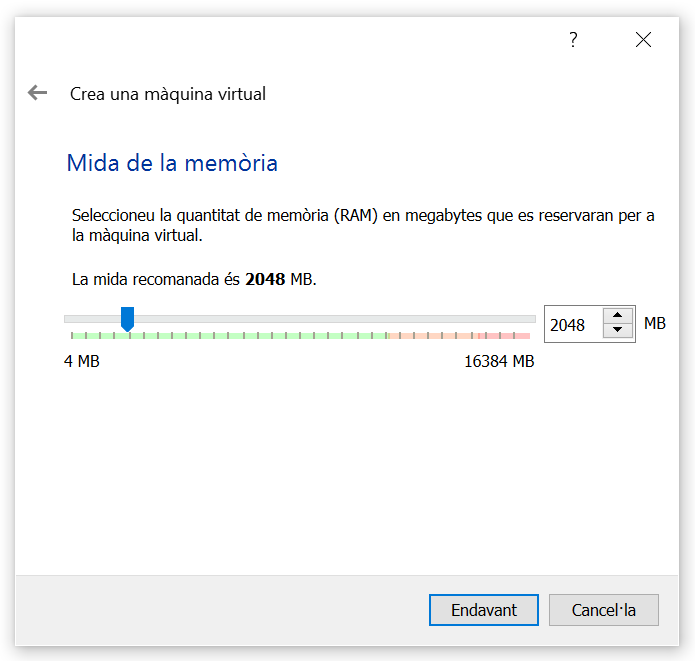 ?
Crea una màquina virtual
Mida de la memòria
Seleccioneu la quantitat de memòria (RAM) en megabytes que es reservaran per a
la màquina virtual.
La mida recomanada és 2048 MB.
2048 MB
4 MB 16384 MB
Endavant Cancel·la